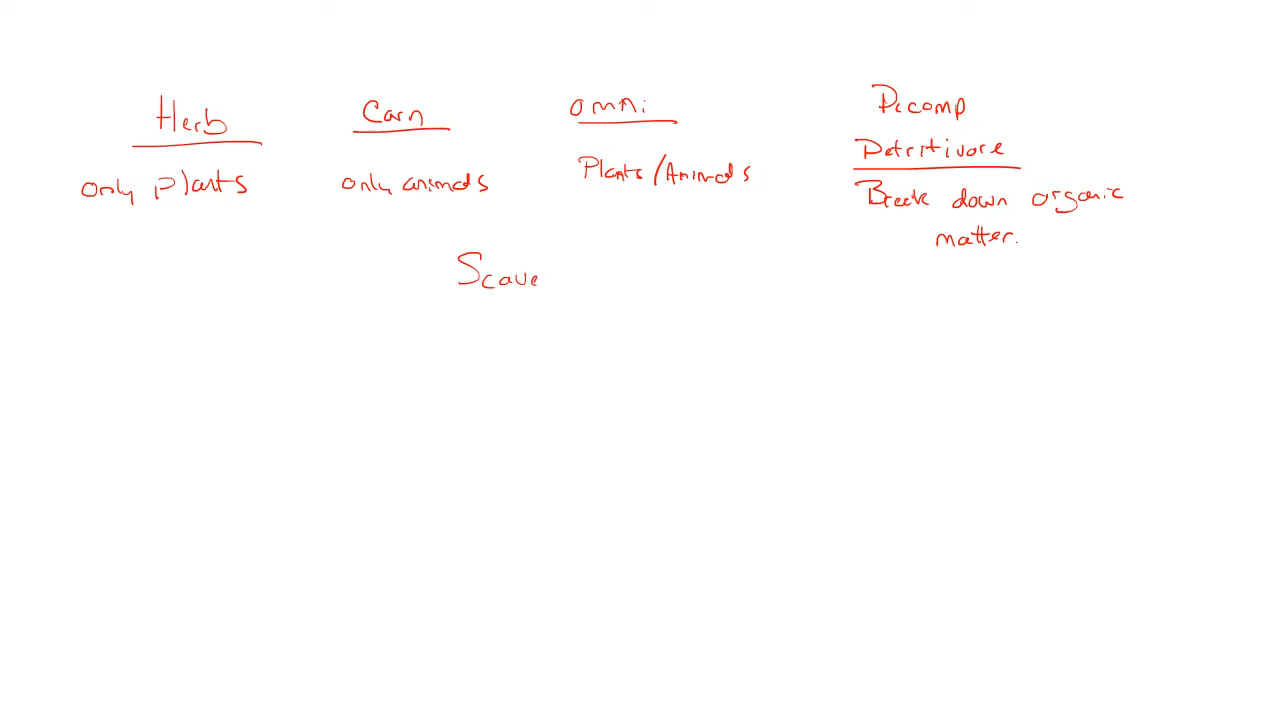 Herb
only plants
Carn
only animals
omni
Plants/Animals
Decomp
Detritivore
Break down organic
matter.
Scave